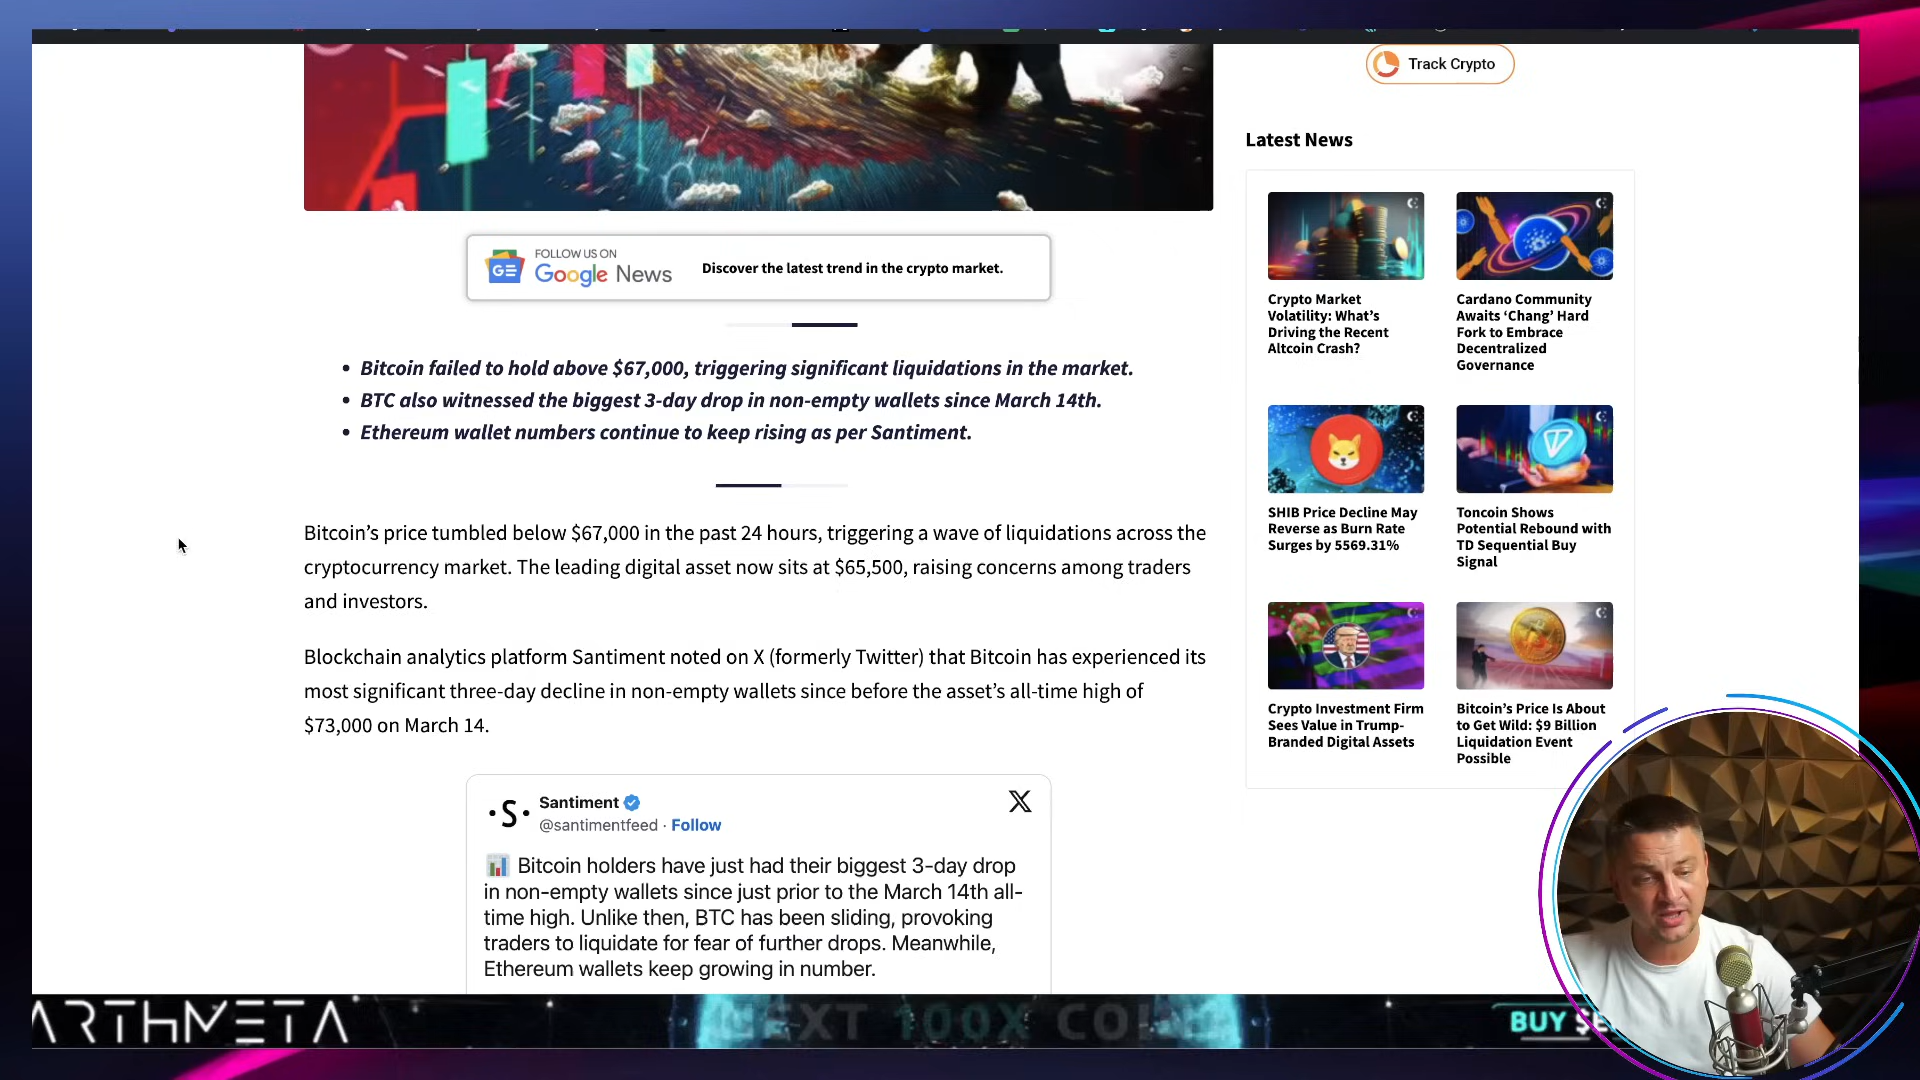 Track Crypto
Latest News
FOLLOW US ON
Google News
GE
Discover the latest trend in the crypto market.
• Bitcoin failed to hold above $67,000, triggering significant liquidations in the market.
• BTC also witnessed the biggest 3-day drop in non-empty wallets since March 14th.
• Ethereum wallet numbers continue to keep rising as per Santiment.
Bitcoin’s price tumbled below $67,000 in the past 24 hours, triggering a wave of liquidations across the
cryptocurrency market. The leading digital asset now sits at $65,500, raising concerns among traders
and investors.
Blockchain analytics platform Santiment noted on X (formerly Twitter) that Bitcoin has experienced its
most significant three-day decline in non-empty wallets since before the asset’s all-time high of
$73,000 on March 14.
·S·
Santiment
@santimentfeed · Follow
Bitcoin holders have just had their biggest 3-day drop
in non-empty wallets since just prior to the March 14th all-
time high. Unlike then, BTC has been sliding, provoking
traders to liquidate for fear of further drops. Meanwhile,
Ethereum wallets keep growing in number.
Crypto Market
Volatility: What’s
Driving the Recent
Altcoin Crash?
Cardano Community
Awaits ‘Chang’ Hard
Fork to Embrace
Decentralized
Governance
SHIB Price Decline May
Reverse as Burn Rate
Surges by 5569.31%
Toncoin Shows
Potential Rebound with
TD Sequential Buy
Signal
Crypto Investment Firm
Sees Value in Trump-
Branded Digital Assets
Bitcoin’s Price Is About
to Get Wild: $9 Billion
Liquidation Event
Possible
ARTHMETA
NEXT 100X COIN
BUY $E